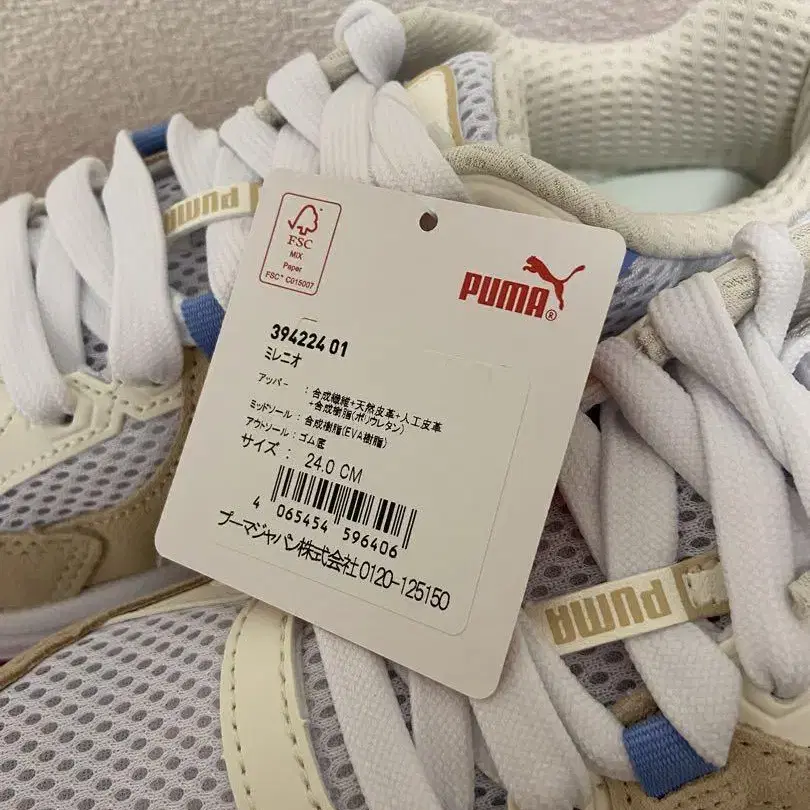 PUMA
FSC
MIX
Paper
FSC® C015007
PUMA®
394224 01
ミレニオ
アッパー : 合成繊維+天然皮革+人工皮革
+合成樹脂(ポリウレタン)
ミッドソール : 合成樹脂(EVA樹脂)
アウトソール : ゴム底
サイズ : 24.0 CM
4 065454 596406
プーマジャパン株式会社0120-125150
PUMA